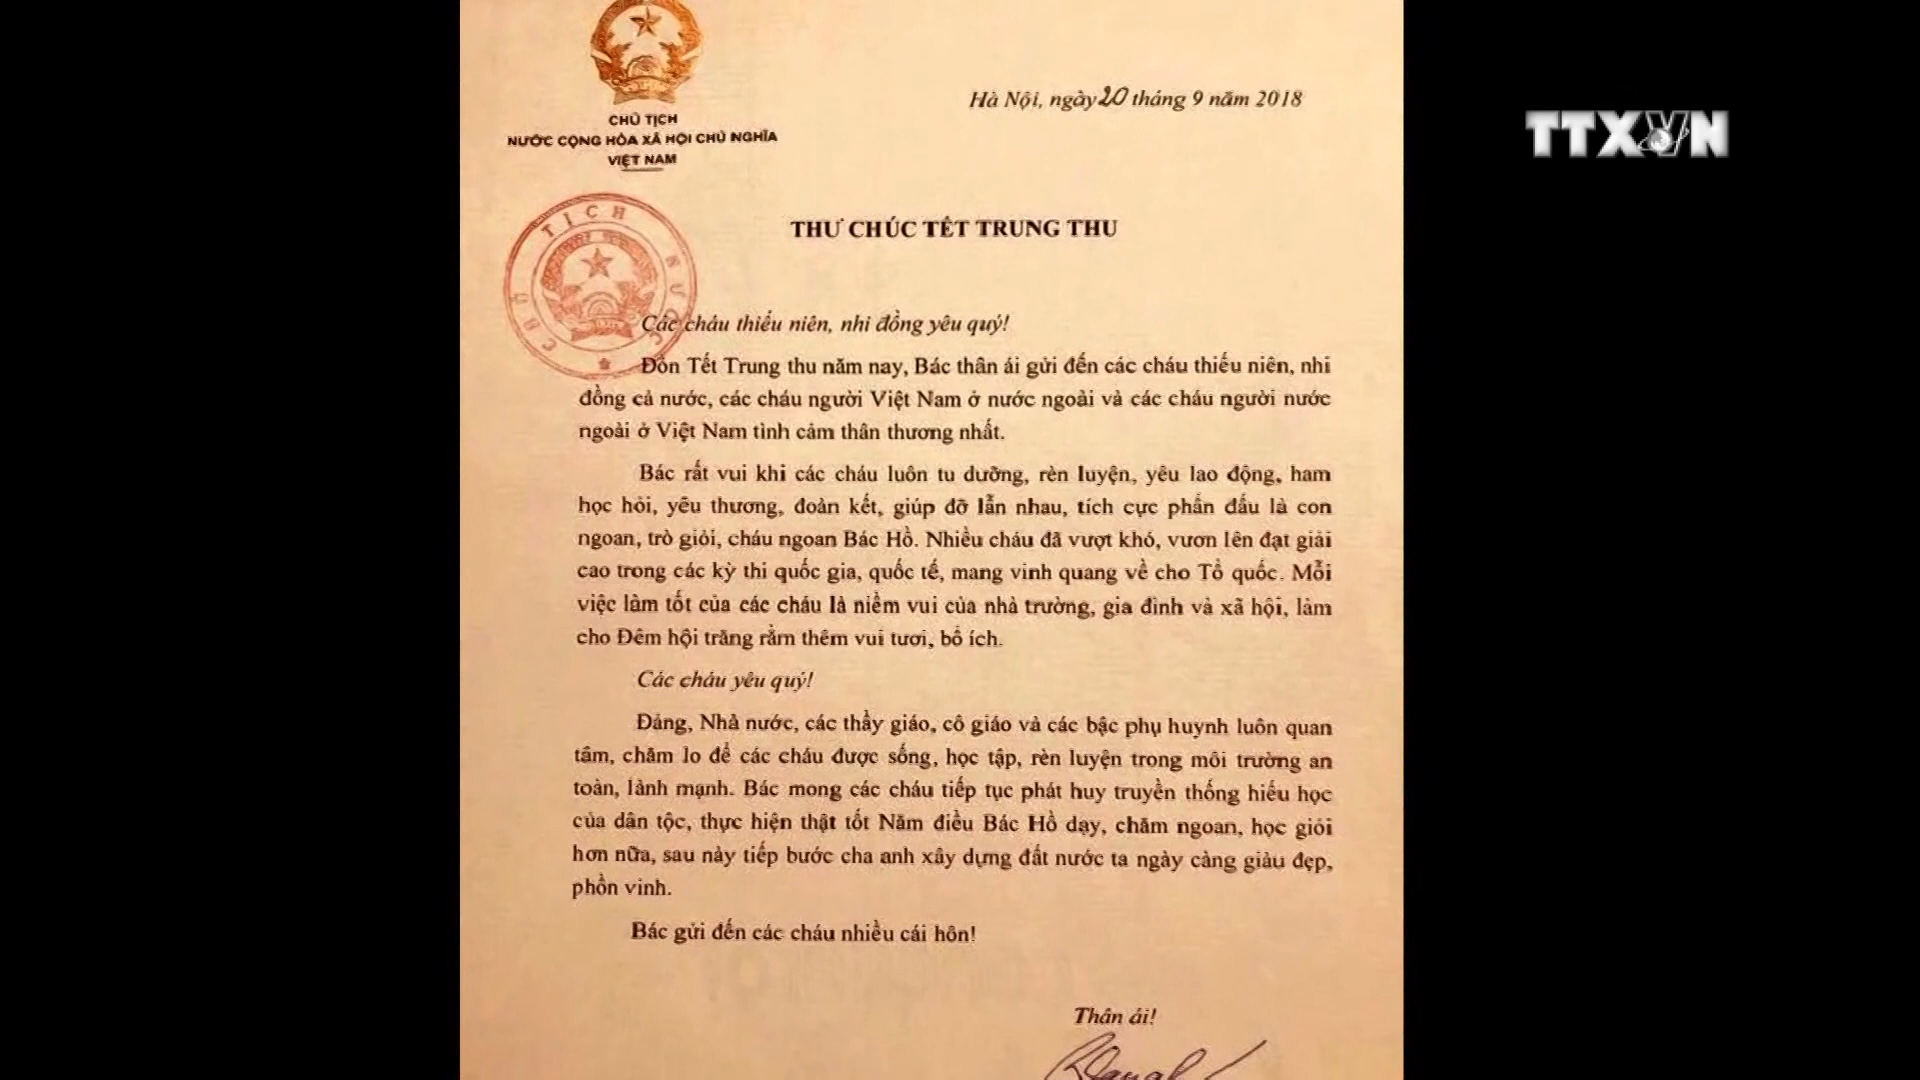 TTXVN
CHỦ TỊCH
NƯỚC CỘNG HÒA XÃ HỘI CHỦ NGHĨA
VIỆT NAM
Hà Nội, ngày 20 tháng 9 năm 2018
CHỦ TỊCH NƯỚC
THƯ CHÚC TẾT TRUNG THU
Các cháu thiếu niên, nhi đồng yêu quý!
Đón Tết Trung thu năm nay, Bác thân ái gửi đến các cháu thiếu niên, nhi
đồng cả nước, các cháu người Việt Nam ở nước ngoài và các cháu người nước
ngoài ở Việt Nam tình cảm thân thương nhất.
Bác rất vui khi các cháu luôn tu dưỡng, rèn luyện, yêu lao động, ham
học hỏi, yêu thương, đoàn kết, giúp đỡ lẫn nhau, tích cực phấn đấu là con
ngoan, trò giỏi, cháu ngoan Bác Hồ. Nhiều cháu đã vượt khó, vươn lên đạt giải
cao trong các kỳ thi quốc gia, quốc tế, mang vinh quang về cho Tổ quốc. Mỗi
việc làm tốt của các cháu là niềm vui của nhà trường, gia đình và xã hội, làm
cho Đêm hội trăng rằm thêm vui tươi, bổ ích.
Các cháu yêu quý!
Đảng, Nhà nước, các thầy giáo, cô giáo và các bậc phụ huynh luôn quan
tâm, chăm lo để các cháu được sống, học tập, rèn luyện trong môi trường an
toàn, lành mạnh. Bác mong các cháu tiếp tục phát huy truyền thống hiếu học
của dân tộc, thực hiện thật tốt Năm điều Bác Hồ dạy, chăm ngoan, học giỏi
hơn nữa, sau này tiếp bước cha anh xây dựng đất nước ta ngày càng giàu đẹp,
phồn vinh.
Bác gửi đến các cháu nhiều cái hôn!
Thân ái!